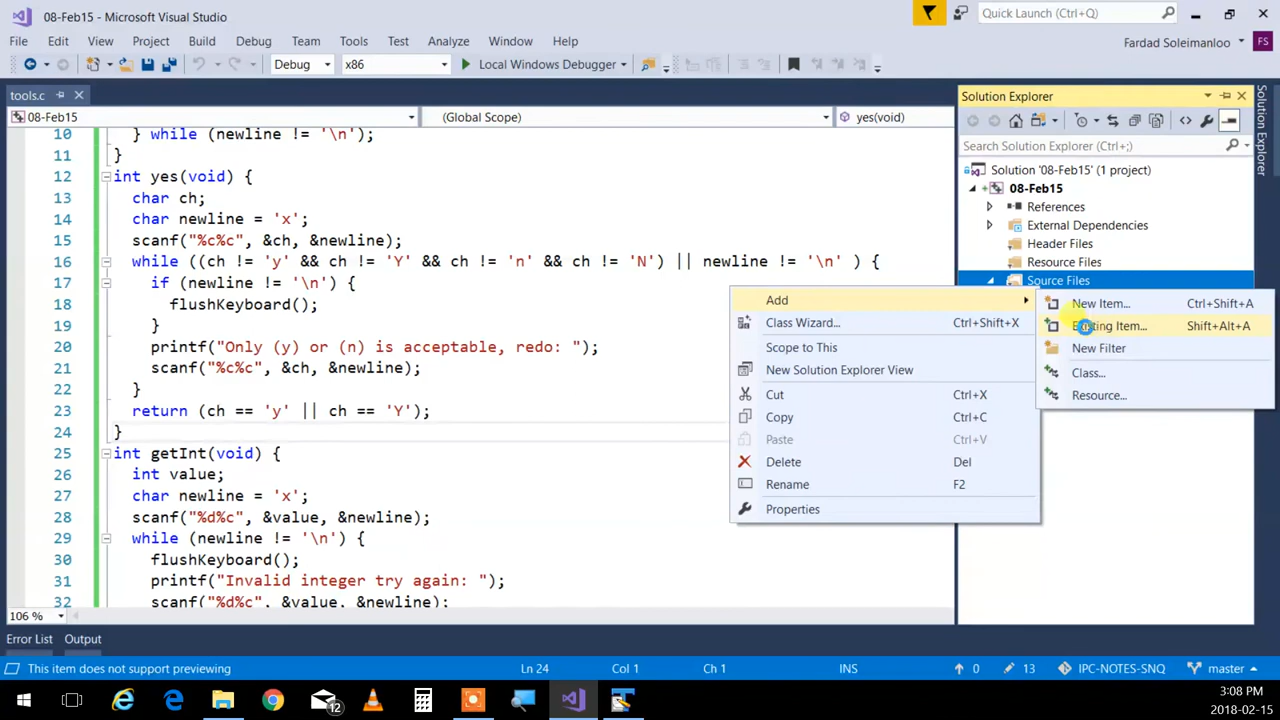 08-Feb15 - Microsoft Visual Studio
Quick Launch (Ctrl+Q)
File Edit View Project Build Debug Team Tools Test Analyze Window Help
Fardad Soleimanloo FS
Debug x86 Local Windows Debugger
tools.c
08-Feb15 (Global Scope) yes(void)
10 } while (newline != '\n');
11 }
12 int yes(void) {
13 char ch;
14 char newline = 'x';
15 scanf("%c%c", &ch, &newline);
16 while ((ch != 'y' && ch != 'Y' && ch != 'n' && ch != 'N') || newline != '\n' ) {
17 if (newline != '\n') {
18 flushKeyboard();
19 }
20 printf("Only (y) or (n) is acceptable, redo: ");
21 scanf("%c%c", &ch, &newline);
22 }
23 return (ch == 'y' || ch == 'Y');
24 }
25 int getInt(void) {
26 int value;
27 char newline = 'x';
28 scanf("%d%c", &value, &newline);
29 while (newline != '\n') {
30 flushKeyboard();
31 printf("Invalid integer try again: ");
32 scanf("%d%c", &value, &newline);
106 %
Solution Explorer
Search Solution Explorer (Ctrl+;)
Solution '08-Feb15' (1 project)
08-Feb15
References
External Dependencies
Header Files
Resource Files
Source Files
Solution Explorer
Add
Class Wizard... Ctrl+Shift+X
Scope to This
New Solution Explorer View
Cut Ctrl+X
Copy Ctrl+C
Paste Ctrl+V
Delete Del
Rename F2
Properties
New Item... Ctrl+Shift+A
Existing Item... Shift+Alt+A
New Filter
Class...
Resource...
Error List Output
This item does not support previewing Ln 24 Col 1 Ch 1 INS 0 13 IPC-NOTES-SNQ master
12
3:08 PM
2018-02-15